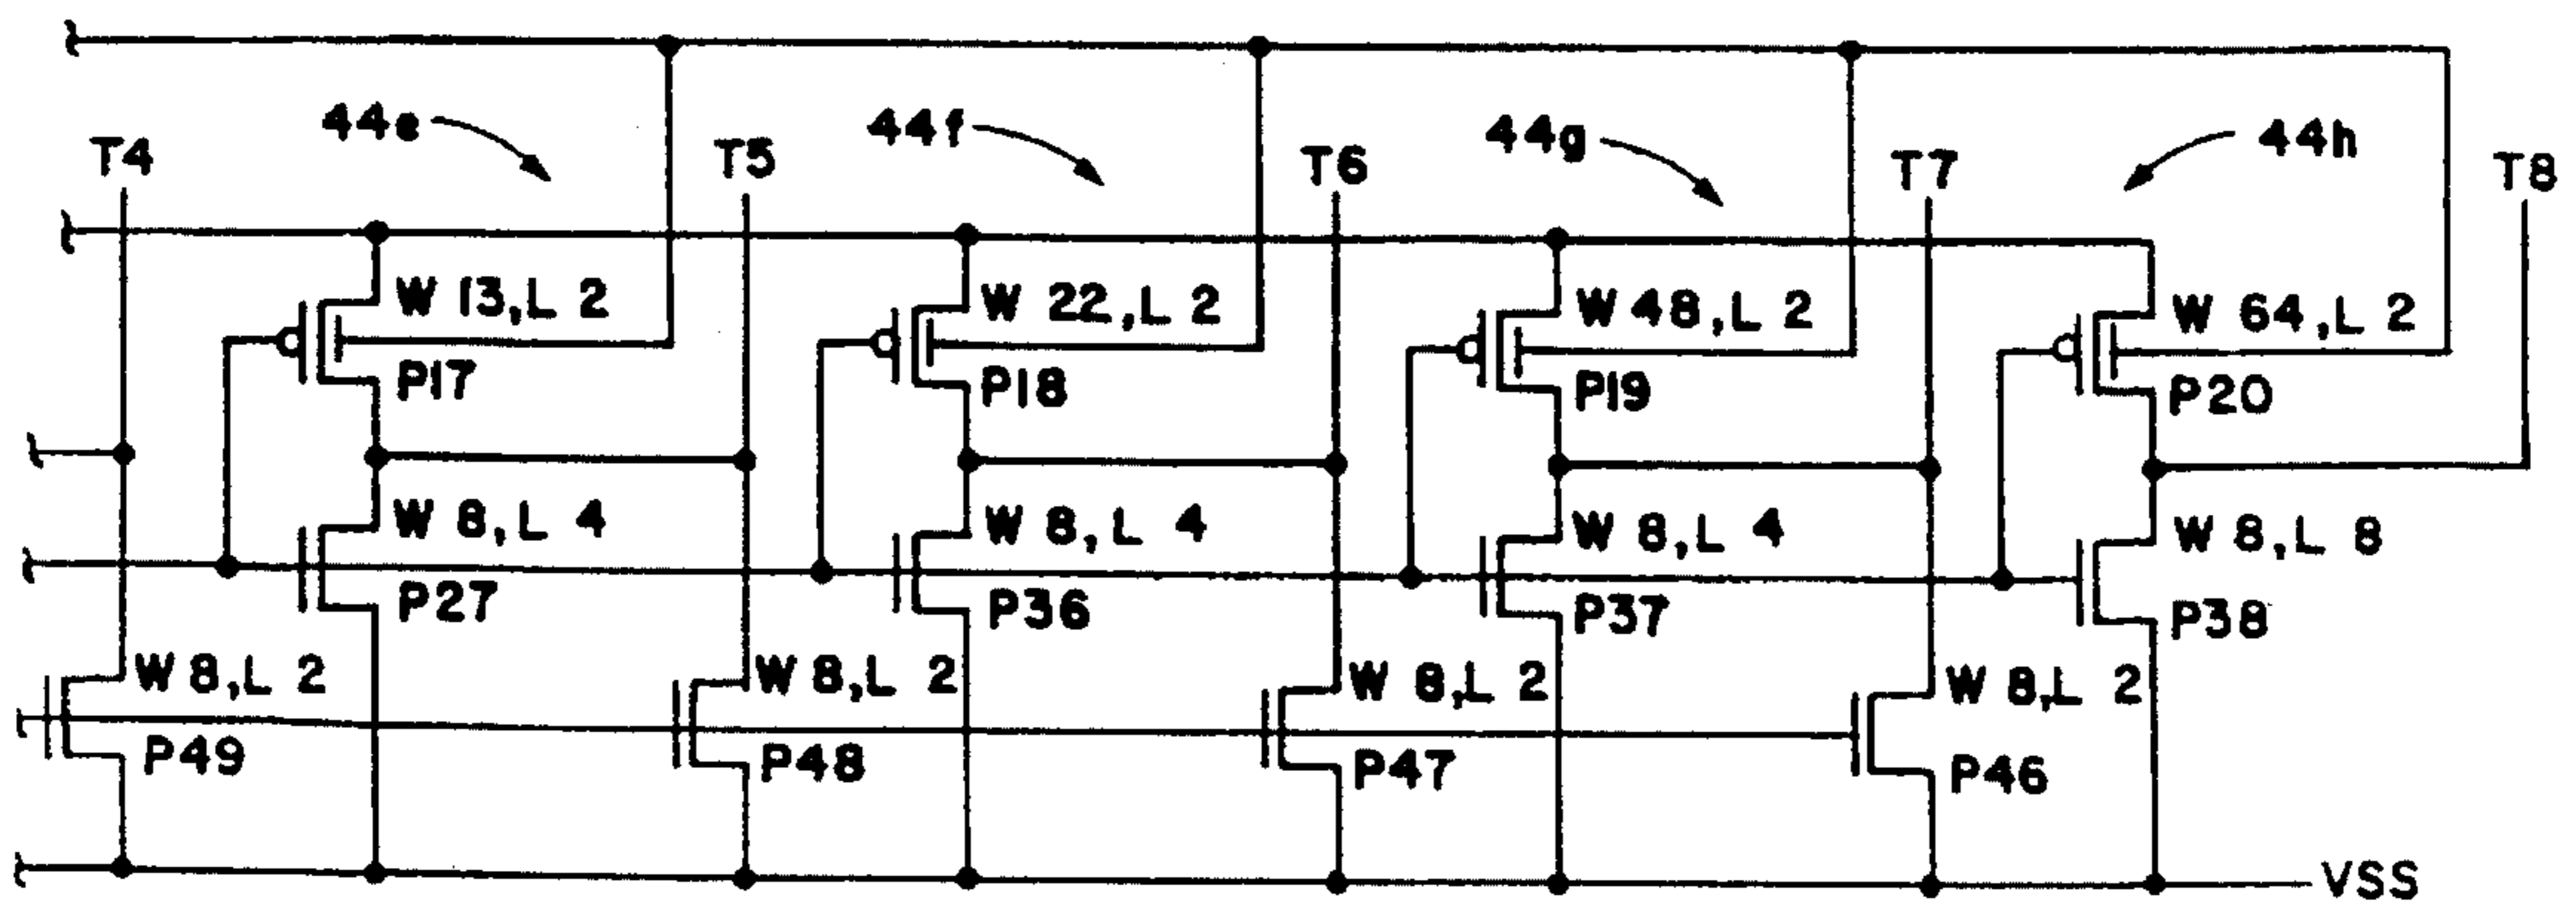 44e
44f
44g
44h
T4
T5
T6
T7
T8
W 13,L 2
W 22,L 2
W 48,L 2
W 64,L 2
P17
P18
P19
P20
W 8,L 4
W 8,L 4
W 8,L 4
W 8,L 8
P27
P36
P37
P38
W 8,L 2
W 8,L 2
W 8,L 2
W 8,L 2
P49
P48
P47
P46
VSS